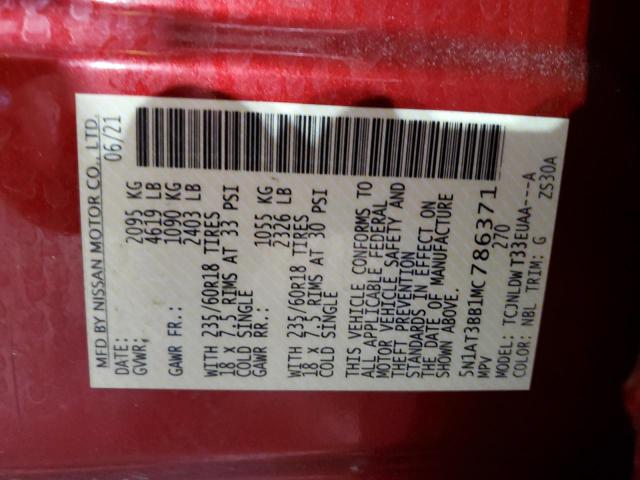 MFD BY NISSAN MOTOR CO., LTD.
DATE: 06/21
GVWR: 2095 KG
4619 LB
GAWR FR.: 1090 KG
2403 LB
WITH 235/60R18 TIRES
18 x 7.5 RIMS AT 33 PSI
COLD SINGLE
GAWR RR.: 1055 KG
2326 LB
WITH 235/60R18 TIRES
18 x 7.5 RIMS AT 30 PSI
COLD SINGLE
THIS VEHICLE CONFORMS TO
ALL APPLICABLE FEDERAL
MOTOR VEHICLE SAFETY AND
THEFT PREVENTION
STANDARDS IN EFFECT ON
THE DATE OF MANUFACTURE
SHOWN ABOVE.
5N1AT3BB1MC786371
MPV 270
MODEL: TCJNLDW T33EUAA---A
COLOR: NBL TRIM: G ZS30A